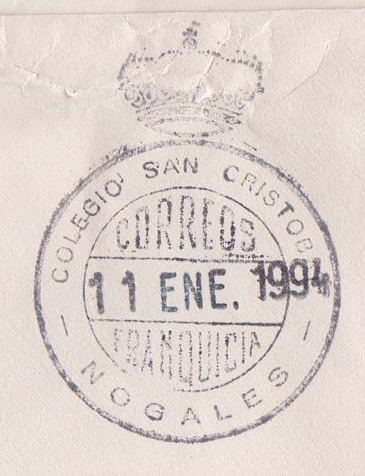 COLEGIO SAN CRISTOB
CORREOS
11 ENE. 1994
FRANQUICIA
— NOGALES —